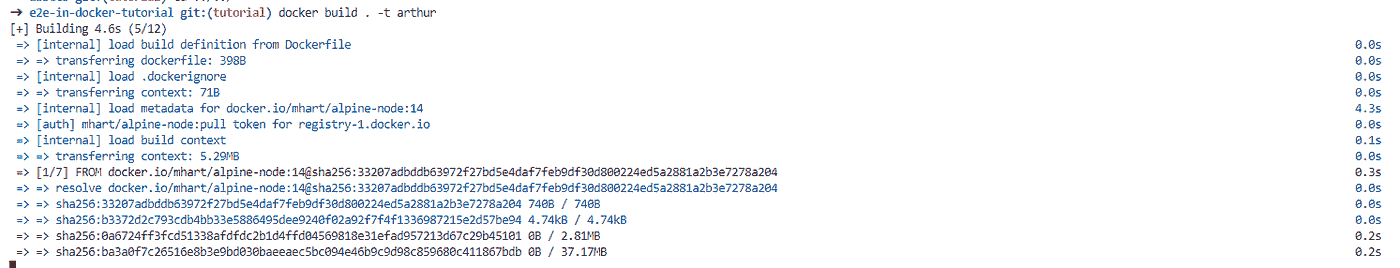 ➜ e2e-in-docker-tutorial git:(tutorial) docker build . -t arthur
[+] Building 4.6s (5/12)
=> [internal] load build definition from Dockerfile 0.0s
=> => transferring dockerfile: 398B 0.0s
=> [internal] load .dockerignore 0.0s
=> => transferring context: 71B 0.0s
=> [internal] load metadata for docker.io/mhart/alpine-node:14 4.3s
=> [auth] mhart/alpine-node:pull token for registry-1.docker.io 0.0s
=> [internal] load build context 0.1s
=> => transferring context: 5.29MB 0.0s
=> [1/7] FROM docker.io/mhart/alpine-node:14@sha256:33207adbddb63972f27bd5e4daf7feb9df30d800224ed5a2881a2b3e7278a204 0.3s
=> => resolve docker.io/mhart/alpine-node:14@sha256:33207adbddb63972f27bd5e4daf7feb9df30d800224ed5a2881a2b3e7278a204 0.0s
=> => sha256:33207adbddb63972f27bd5e4daf7feb9df30d800224ed5a2881a2b3e7278a204 740B / 740B 0.0s
=> => sha256:b3372d2c793cdb4bb33e5886495dee9240f02a92f7f4f1336987215e2d57be94 4.74kB / 4.74kB 0.0s
=> => sha256:0a6724ff3fcd51338afdfdc2b1d4ffd04569818e31efad957213d67c29b45101 0B / 2.81MB 0.2s
=> => sha256:ba3a0f7c26516e8b3e9bd030baeeaec5bc094e46b9c9d98c859680c411867bdb 0B / 37.17MB 0.2s